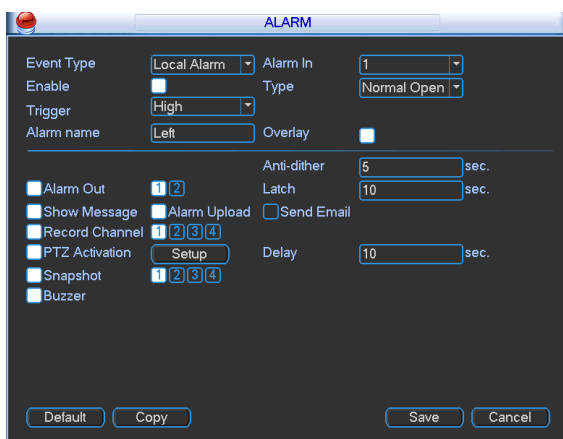 ALARM
Event Type Local Alarm Alarm In 1
Enable Type Normal Open
Trigger High
Alarm name Left Overlay
Anti-dither 5 sec.
Alarm Out 1 2 Latch 10 sec.
Show Message Alarm Upload Send Email
Record Channel 1 2 3 4
PTZ Activation Setup Delay 10 sec.
Snapshot 1 2 3 4
Buzzer
Default Copy Save Cancel